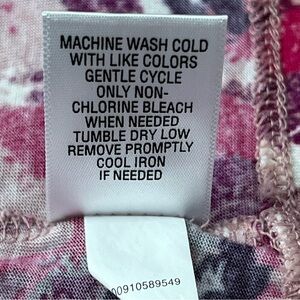 MACHINE WASH COLD
WITH LIKE COLORS
GENTLE CYCLE
ONLY NON-
CHLORINE BLEACH
WHEN NEEDED
TUMBLE DRY LOW
REMOVE PROMPTLY
COOL IRON
IF NEEDED
00910589549